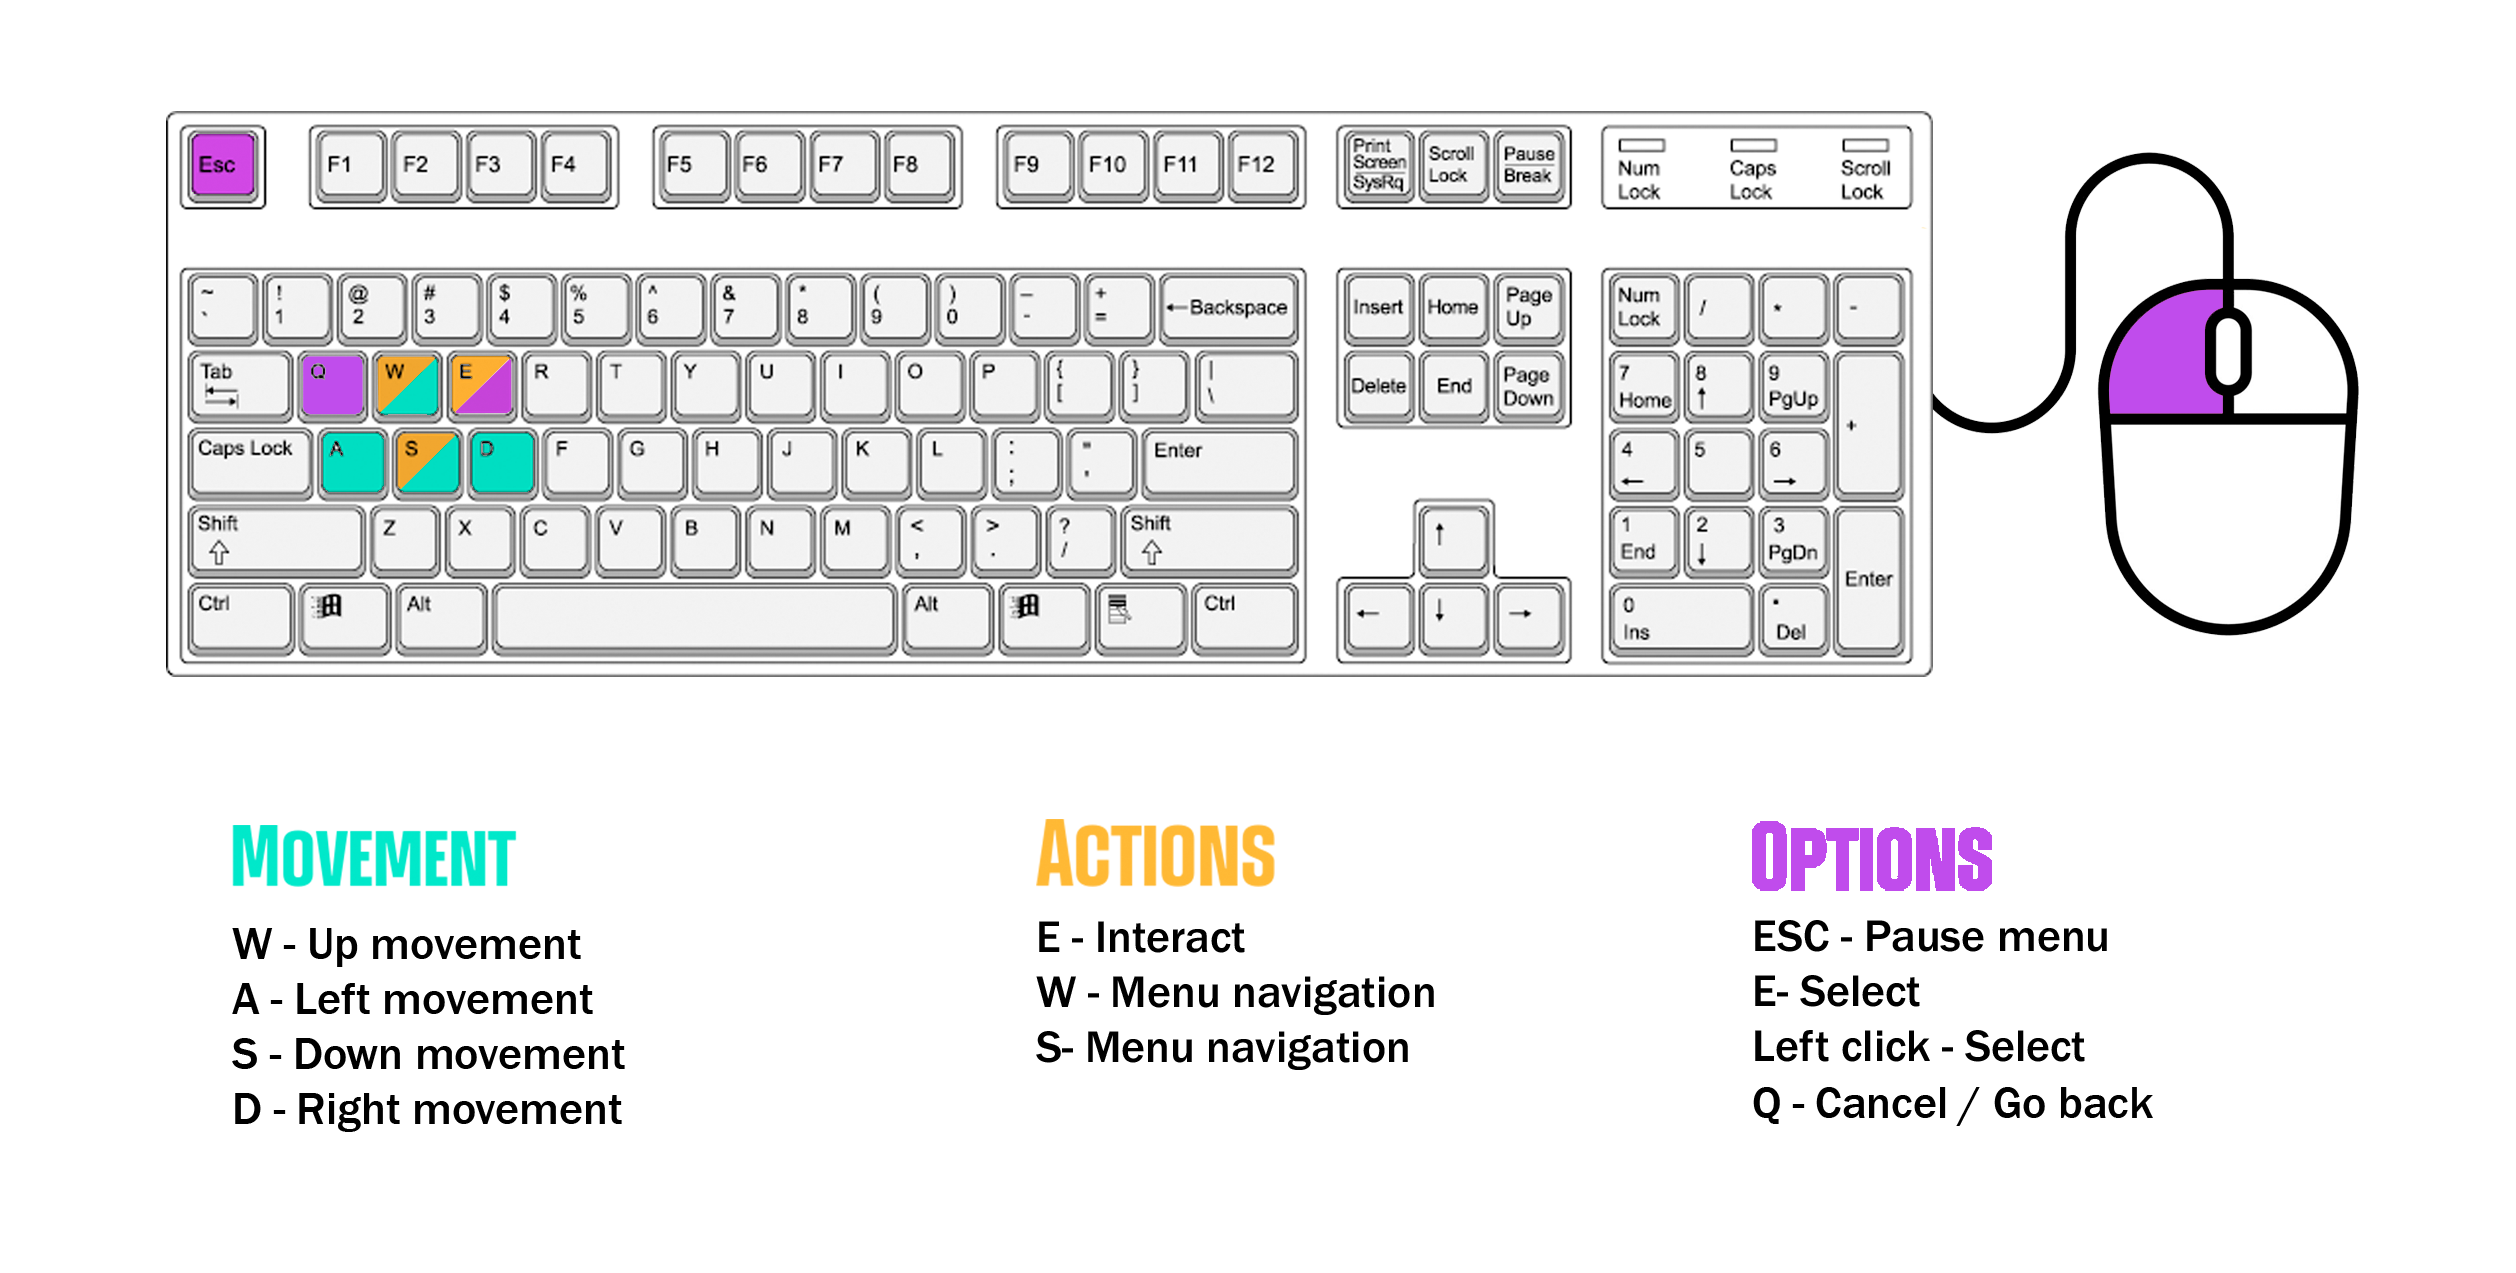 Esc F1 F2 F3 F4 F5 F6 F7 F8 F9 F10 F11 F12
Print Screen SysRq
Scroll Lock
Pause Break
Num Lock
Caps Lock
Scroll Lock
~ ! @ # $ % ^ & * ( ) _ +
` 1 2 3 4 5 6 7 8 9 0 - = ←Backspace
Insert Home Page Up
Num Lock / * -
Tab Q W E R T Y U I O P { [ } ] | \
Delete End Page Down
7 Home 8 ↑ 9 PgUp +
Caps Lock A S D F G H J K L : ; " ' Enter
4 ← 5 6 →
Shift Z X C V B N M < , > . ? / Shift
↑
1 End 2 ↓ 3 PgDn Enter
Ctrl Alt Alt Ctrl
← ↓ →
0 Ins . Del
MOVEMENT
W - Up movement
A - Left movement
S - Down movement
D - Right movement
ACTIONS
E - Interact
W - Menu navigation
S- Menu navigation
OPTIONS
ESC - Pause menu
E- Select
Left click - Select
Q - Cancel / Go back